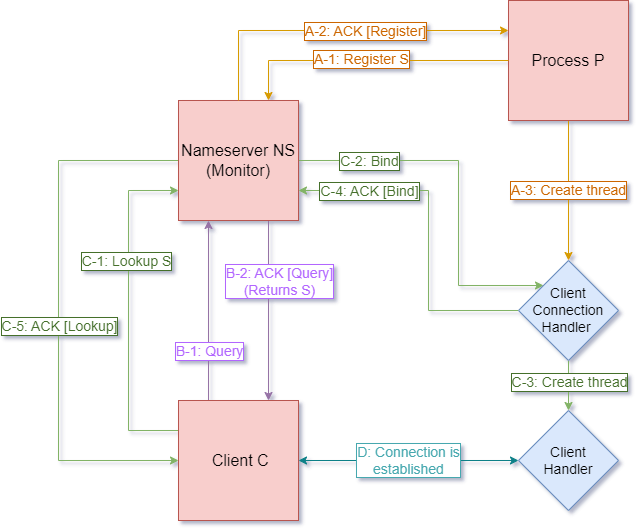 A-2: ACK [Register]
A-1: Register S
Process P
Nameserver NS
(Monitor)
C-2: Bind
C-4: ACK [Bind]
A-3: Create thread
C-1: Lookup S
B-2: ACK [Query]
(Returns S)
Client
Connection
Handler
C-5: ACK [Lookup]
B-1: Query
C-3: Create thread
Client C
D: Connection is
established
Client
Handler